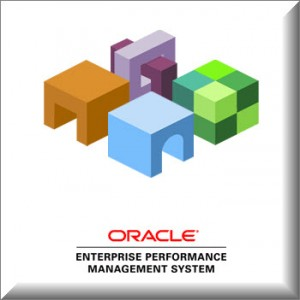 ORACLE®
ENTERPRISE PERFORMANCE
MANAGEMENT SYSTEM